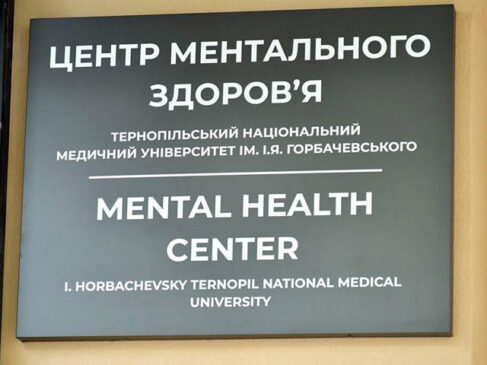 ЦЕНТР МЕНТАЛЬНОГО
ЗДОРОВ’Я
ТЕРНОПІЛЬСЬКИЙ НАЦІОНАЛЬНИЙ
МЕДИЧНИЙ УНІВЕРСИТЕТ ІМ. І.Я. ГОРБАЧЕВСЬКОГО
MENTAL HEALTH
CENTER
I. HORBACHEVSKY TERNOPIL NATIONAL MEDICAL
UNIVERSITY